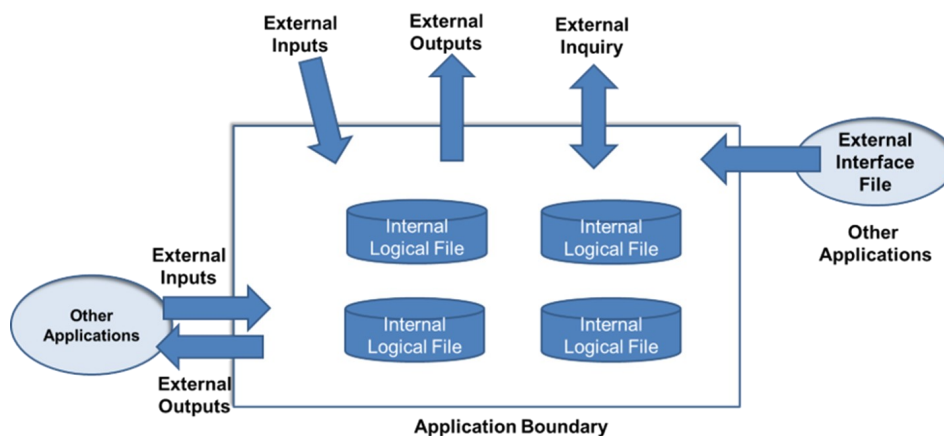 External
Inputs
External
Outputs
External
Inquiry
External
Interface
File
Other
Applications
Internal
Logical File
Internal
Logical File
External
Inputs
Other
Applications
External
Outputs
Internal
Logical File
Internal
Logical File
Application Boundary